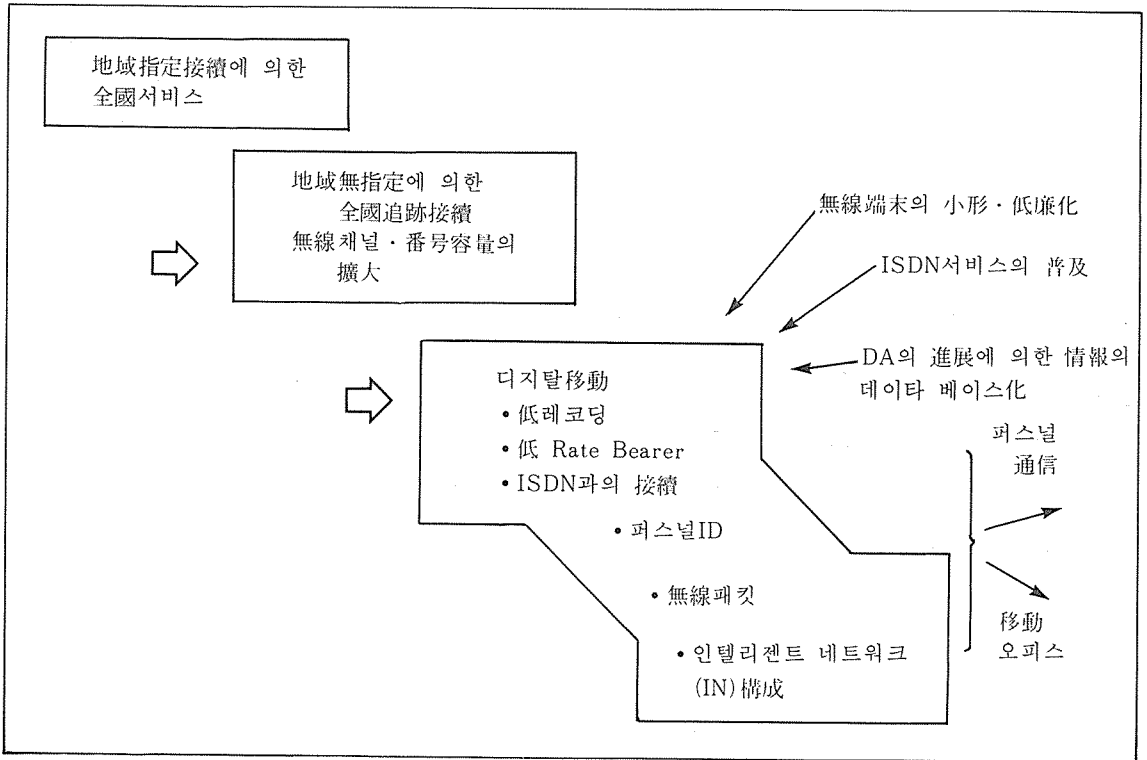 地域指定接續에 의한
全國서비스
地域無指定에 의한
全國追跡接續
無線채널・番号容量의
擴大
無線端末의 小形・低廉化
ISDN서비스의 普及
DA의 進展에 의한 情報의
데이타 베이스化
디지탈移動
• 低레코딩
• 低 Rate Bearer
• ISDN과의 接續
• 퍼스널ID
• 無線패킷
• 인텔리젠트 네트워크
(IN)構成
퍼스널
通信
移動
오피스